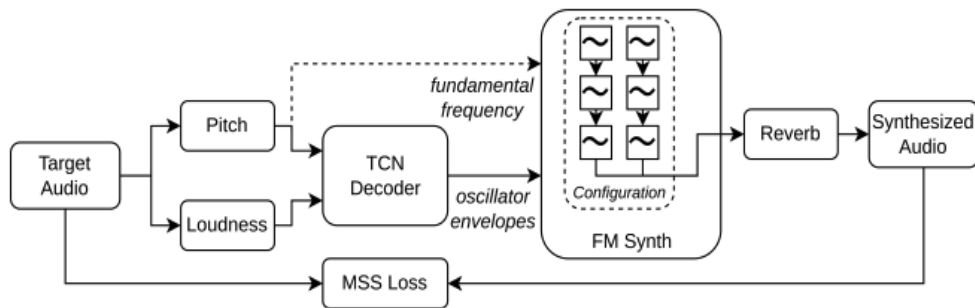 fundamental
frequency
Pitch
Target
Audio
TCN
Decoder
Loudness
oscillator
envelopes
Configuration
FM Synth
Reverb
Synthesized
Audio
MSS Loss